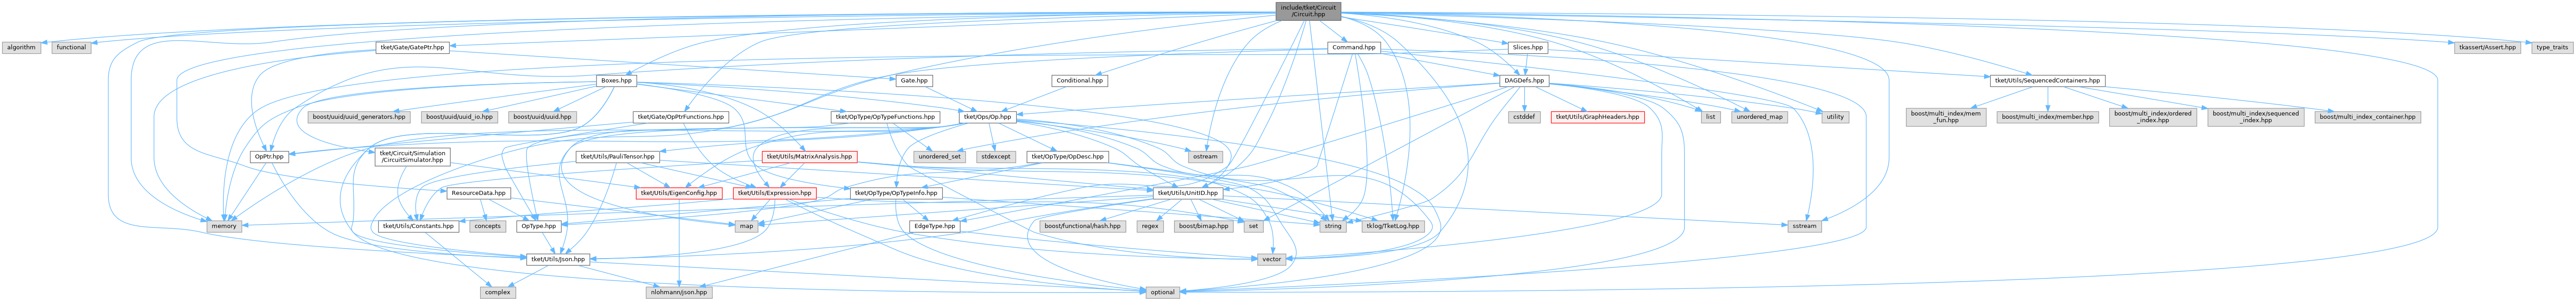 include/tket/Circuit
/Circuit.hpp
algorithm
functional
tket/Gate/GatePtr.hpp
Command.hpp
Slices.hpp
tkassert/Assert.hpp
type_traits
Boxes.hpp
Gate.hpp
Conditional.hpp
DAGDefs.hpp
tket/Utils/SequencedContainers.hpp
boost/uuid/uuid_generators.hpp
boost/uuid/uuid_io.hpp
boost/uuid/uuid.hpp
tket/Gate/OpPtrFunctions.hpp
tket/OpType/OpTypeFunctions.hpp
tket/Ops/Op.hpp
cstddef
tket/Utils/GraphHeaders.hpp
list
unordered_map
utility
boost/multi_index/mem
_fun.hpp
boost/multi_index/member.hpp
boost/multi_index/ordered
_index.hpp
boost/multi_index/sequenced
_index.hpp
boost/multi_index_container.hpp
OpPtr.hpp
tket/Circuit/Simulation
/CircuitSimulator.hpp
tket/Utils/PauliTensor.hpp
tket/Utils/MatrixAnalysis.hpp
unordered_set
stdexcept
tket/OpType/OpDesc.hpp
ostream
ResourceData.hpp
tket/Utils/EigenConfig.hpp
tket/Utils/Expression.hpp
tket/OpType/OpTypeInfo.hpp
tket/Utils/UnitID.hpp
memory
tket/Utils/Constants.hpp
concepts
OpType.hpp
map
EdgeType.hpp
boost/functional/hash.hpp
regex
boost/bimap.hpp
set
string
tklog/TketLog.hpp
sstream
tket/Utils/Json.hpp
vector
complex
nlohmann/json.hpp
optional